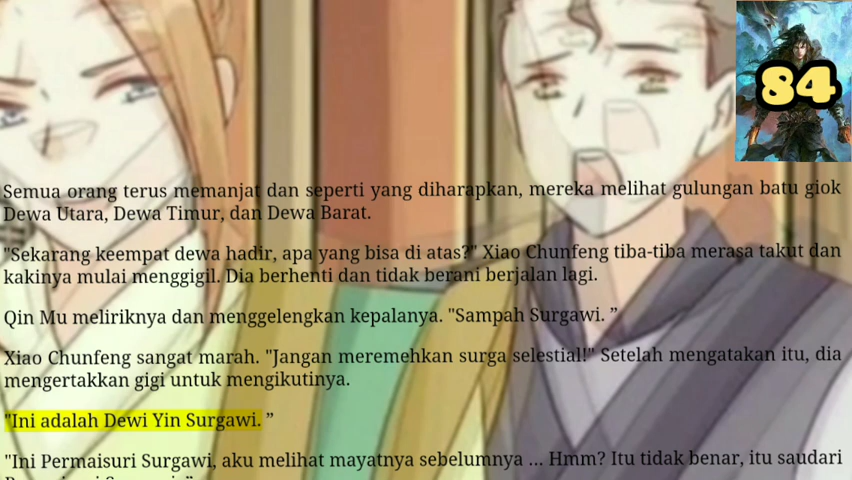 84
Semua orang terus memanjat dan seperti yang diharapkan, mereka melihat gulungan batu giok
Dewa Utara, Dewa Timur, dan Dewa Barat.
"Sekarang keempat dewa hadir, apa yang bisa di atas?" Xiao Chunfeng tiba-tiba merasa takut dan
kakinya mulai menggigil. Dia berhenti dan tidak berani berjalan lagi.
Qin Mu meliriknya dan menggelengkan kepalanya. "Sampah Surgawi. ”
Xiao Chunfeng sangat marah. "Jangan meremehkan surga selestial!" Setelah mengatakan itu, dia
mengertakkan gigi untuk mengikutinya.
"Ini adalah Dewi Yin Surgawi. ”
"Ini Permaisuri Surgawi, aku melihat mayatnya sebelumnya ... Hmm? Itu tidak benar, itu saudari